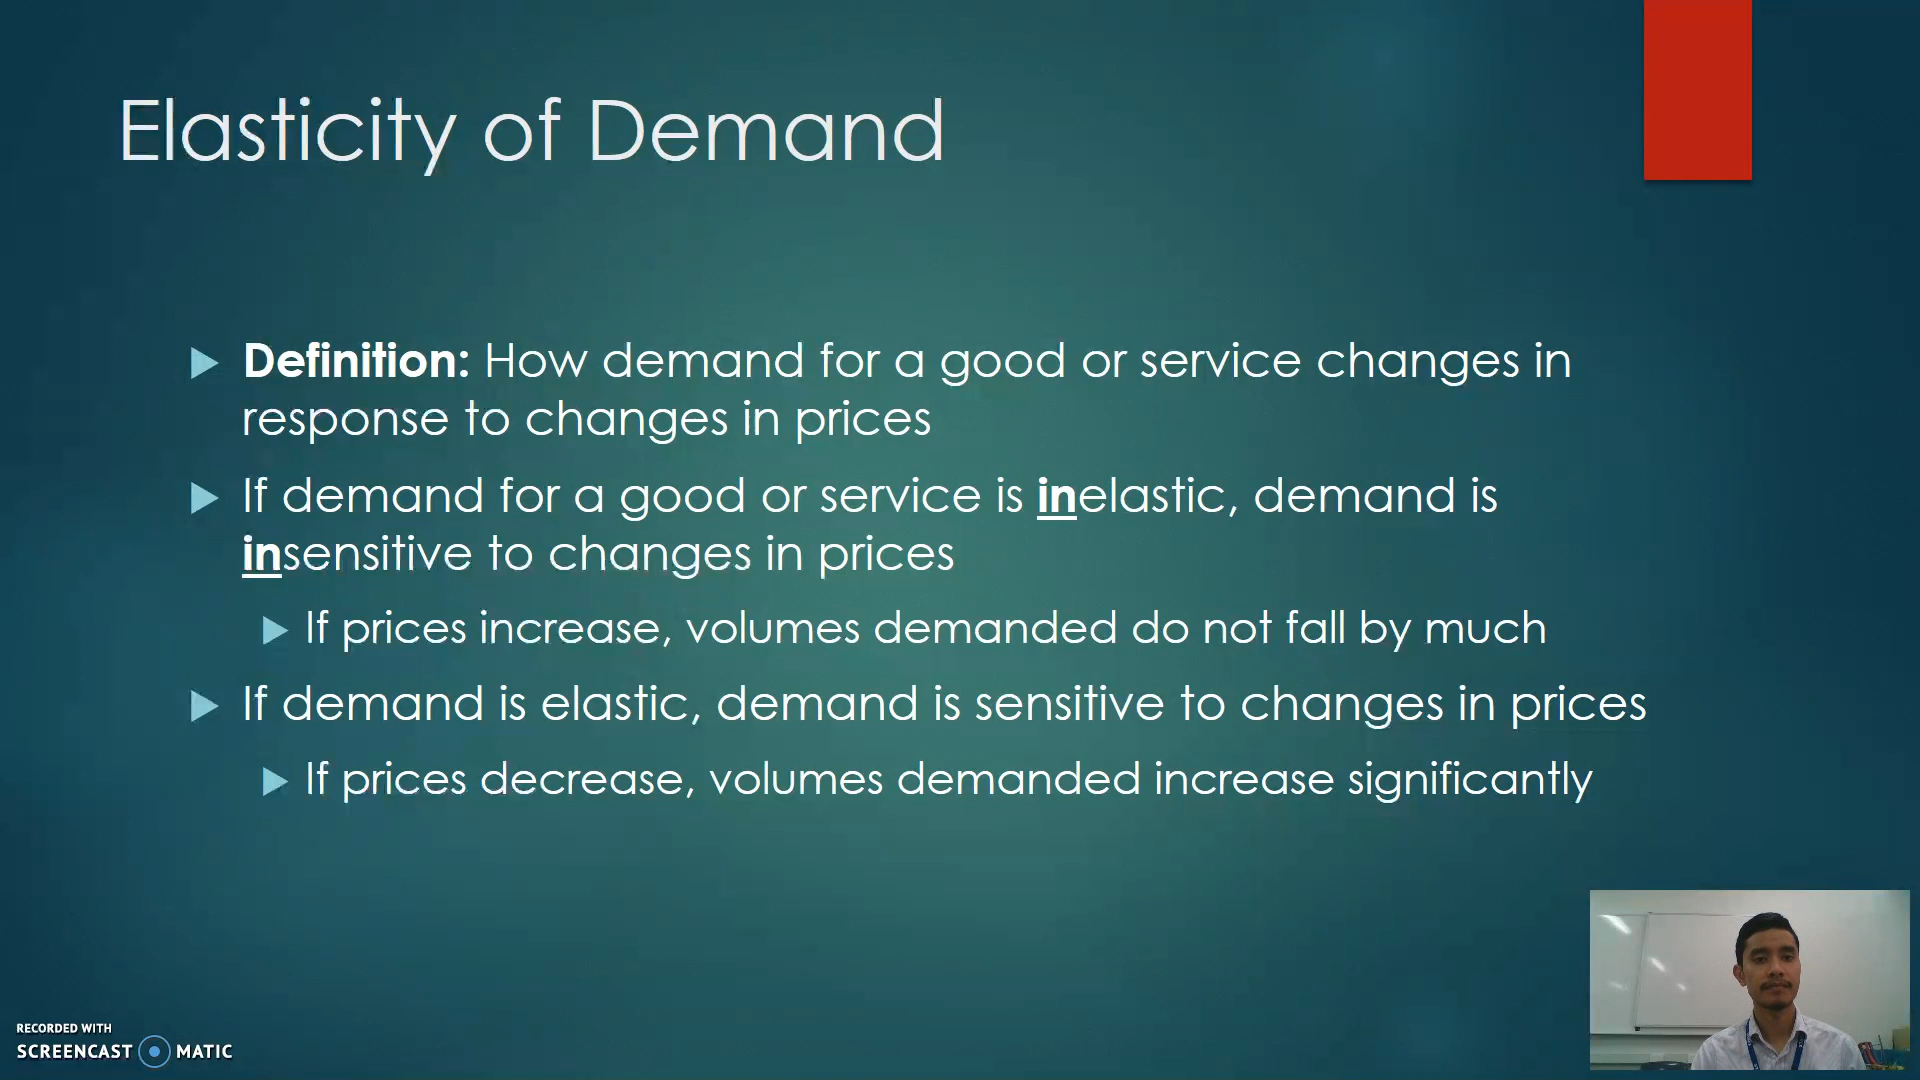 Elasticity of Demand
Definition: How demand for a good or service changes in
response to changes in prices
If demand for a good or service is inelastic, demand is
insensitive to changes in prices
If prices increase, volumes demanded do not fall by much
If demand is elastic, demand is sensitive to changes in prices
If prices decrease, volumes demanded increase significantly
RECORDED WITH
SCREENCAST MATIC